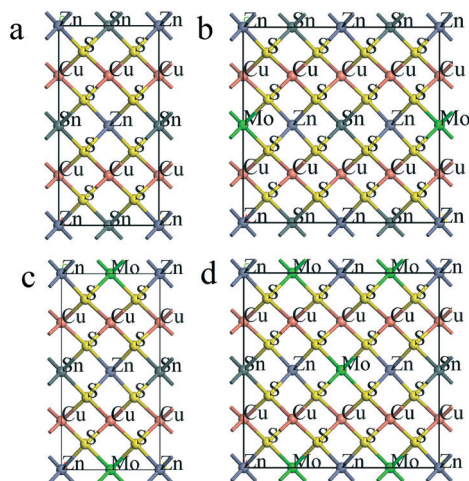 a
Zn Sn Zn
S S
Cu Cu Cu
S S
Sn Zn Sn
S S
Cu Cu Cu
S S
Zn Sn Zn
b
Zn Sn Zn Sn Zn
S S S S
Cu Cu Cu Cu Cu
S S S S
Mo Zn Sn Zn Mo
S S S S
Cu Cu Cu Cu Cu
S S S S
Zn Sn Zn Sn Zn
c
Zn Mo Zn
S S
Cu Cu Cu
S S
Sn Zn Sn
S S
Cu Cu Cu
S S
Zn Mo Zn
d
Zn Mo Zn Mo Zn
S S S S
Cu Cu Cu Cu Cu
S S S S
Sn Zn Mo Zn Sn
S S S S
Cu Cu Cu Cu Cu
S S S S
Zn Mo Zn Mo Zn